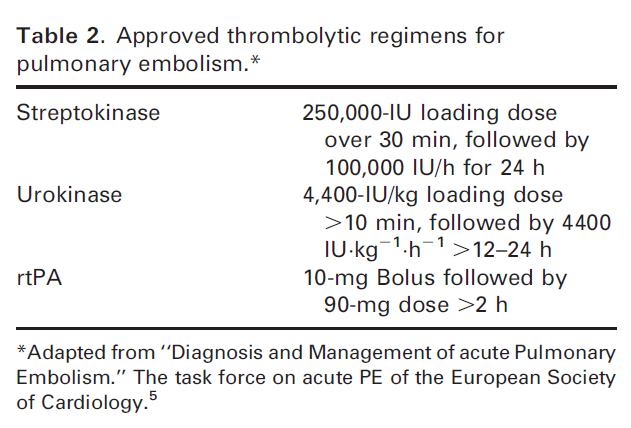 Table 2. Approved thrombolytic regimens for
pulmonary embolism.*
Streptokinase 250,000-IU loading dose
over 30 min, followed by
100,000 IU/h for 24 h
Urokinase 4,400-IU/kg loading dose
>10 min, followed by 4400
IU·kg⁻¹·h⁻¹ >12–24 h
rtPA 10-mg Bolus followed by
90-mg dose >2 h
*Adapted from ‘‘Diagnosis and Management of acute Pulmonary
Embolism.’’ The task force on acute PE of the European Society
of Cardiology.⁵